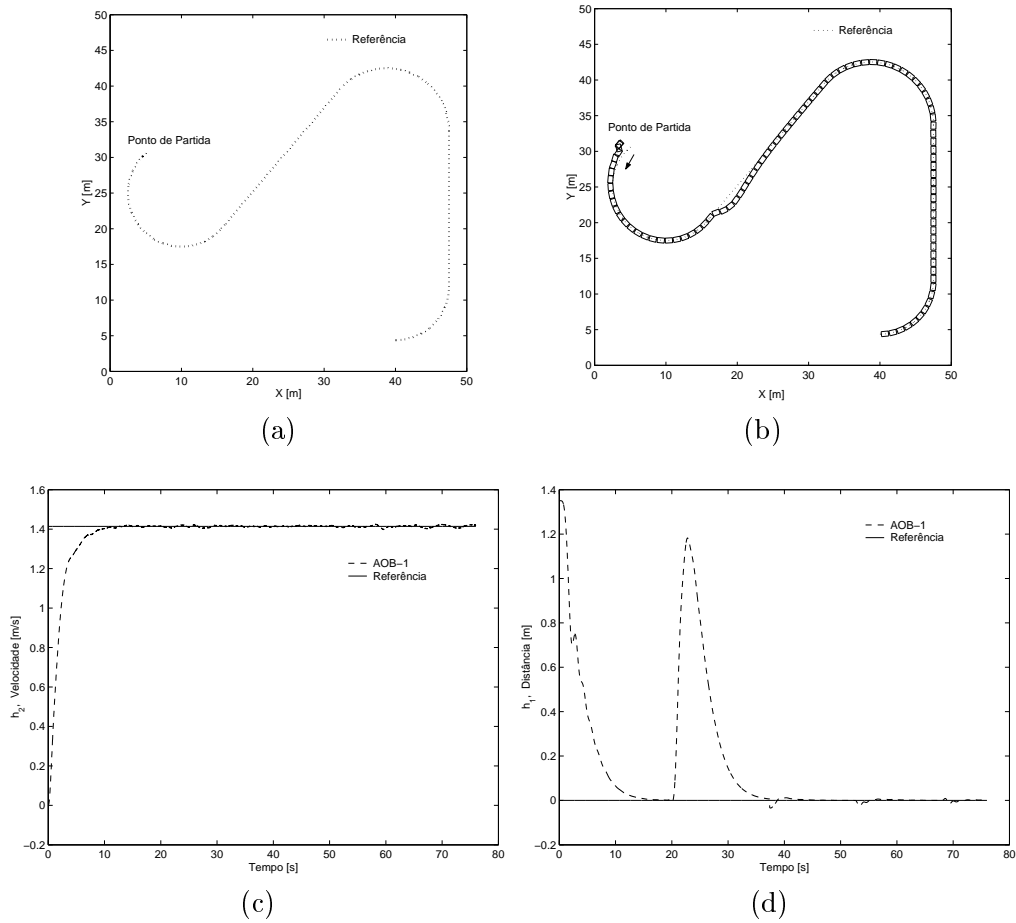 50
45
40
35
30
25
20
15
10
5
0
Y [m]
Referência
Ponto de Partida
0 10 20 30 40 50
X [m]
(a)
50
45
40
35
30
25
20
15
10
5
0
Y [m]
Referência
Ponto de Partida
0 10 20 30 40 50
X [m]
(b)
1.6
1.4
1.2
1
0.8
0.6
0.4
0.2
0
−0.2
h2, Velocidade [m/s]
AOB−1
Referência
0 10 20 30 40 50 60 70 80
Tempo [s]
(c)
1.4
1.2
1
0.8
0.6
0.4
0.2
0
−0.2
h1, Distância [m]
AOB−1
Referência
0 10 20 30 40 50 60 70 80
Tempo [s]
(d)